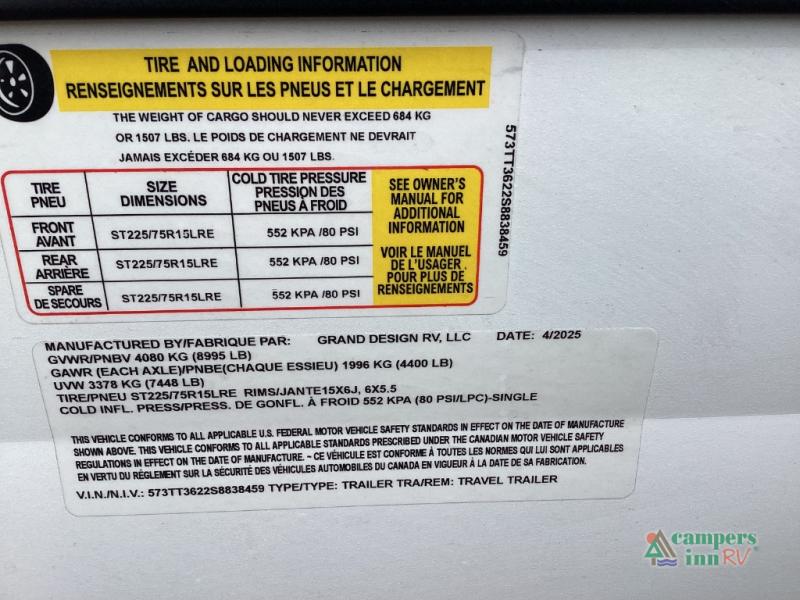 TIRE AND LOADING INFORMATION
RENSEIGNEMENTS SUR LES PNEUS ET LE CHARGEMENT
THE WEIGHT OF CARGO SHOULD NEVER EXCEED 684 KG
OR 1507 LBS. LE POIDS DE CHARGEMENT NE DEVRAIT
JAMAIS EXCÉDER 684 KG OU 1507 LBS.
TIRE
PNEU
SIZE
DIMENSIONS
COLD TIRE PRESSURE
PRESSION DES
PNEUS À FROID
FRONT
AVANT
ST225/75R15LRE
552 KPA /80 PSI
REAR
ARRIÈRE
ST225/75R15LRE
552 KPA /80 PSI
SPARE
DE SECOURS
ST225/75R15LRE
552 KPA /80 PSI
SEE OWNER'S
MANUAL FOR
ADDITIONAL
INFORMATION
VOIR LE MANUEL
DE L'USAGER
POUR PLUS DE
RENSEIGNEMENTS
573TT3622S8838459
MANUFACTURED BY/FABRIQUE PAR: GRAND DESIGN RV, LLC DATE: 4/2025
GVWR/PNBV 4080 KG (8995 LB)
GAWR (EACH AXLE)/PNBE(CHAQUE ESSIEU) 1996 KG (4400 LB)
UVW 3378 KG (7448 LB)
TIRE/PNEU ST225/75R15LRE RIMS/JANTE15X6J, 6X5.5
COLD INFL. PRESS/PRESS. DE GONFL. À FROID 552 KPA (80 PSI/LPC)-SINGLE
THIS VEHICLE CONFORMS TO ALL APPLICABLE U.S. FEDERAL MOTOR VEHICLE SAFETY STANDARDS IN EFFECT ON THE DATE OF MANUFACTURE
SHOWN ABOVE. THIS VEHICLE CONFORMS TO ALL APPLICABLE STANDARDS PRESCRIBED UNDER THE CANADIAN MOTOR VEHICLE SAFETY
REGULATIONS IN EFFECT ON THE DATE OF MANUFACTURE. ~ CE VÉHICULE EST CONFORME À TOUTES LES NORMES QUI LUI SONT APPLICABLES
EN VERTU DU RÈGLEMENT SUR LA SÉCURITÉ DES VÉHICULES AUTOMOBILES DU CANADA EN VIGUEUR À LA DATE DE SA FABRICATION.
V.I.N./N.I.V.: 573TT3622S8838459 TYPE/TYPE: TRAILER TRA/REM: TRAVEL TRAILER
campers
inn RV